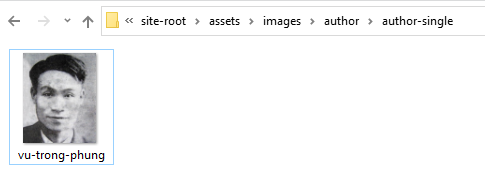 « site-root > assets > images > author > author-single
vu-trong-phung